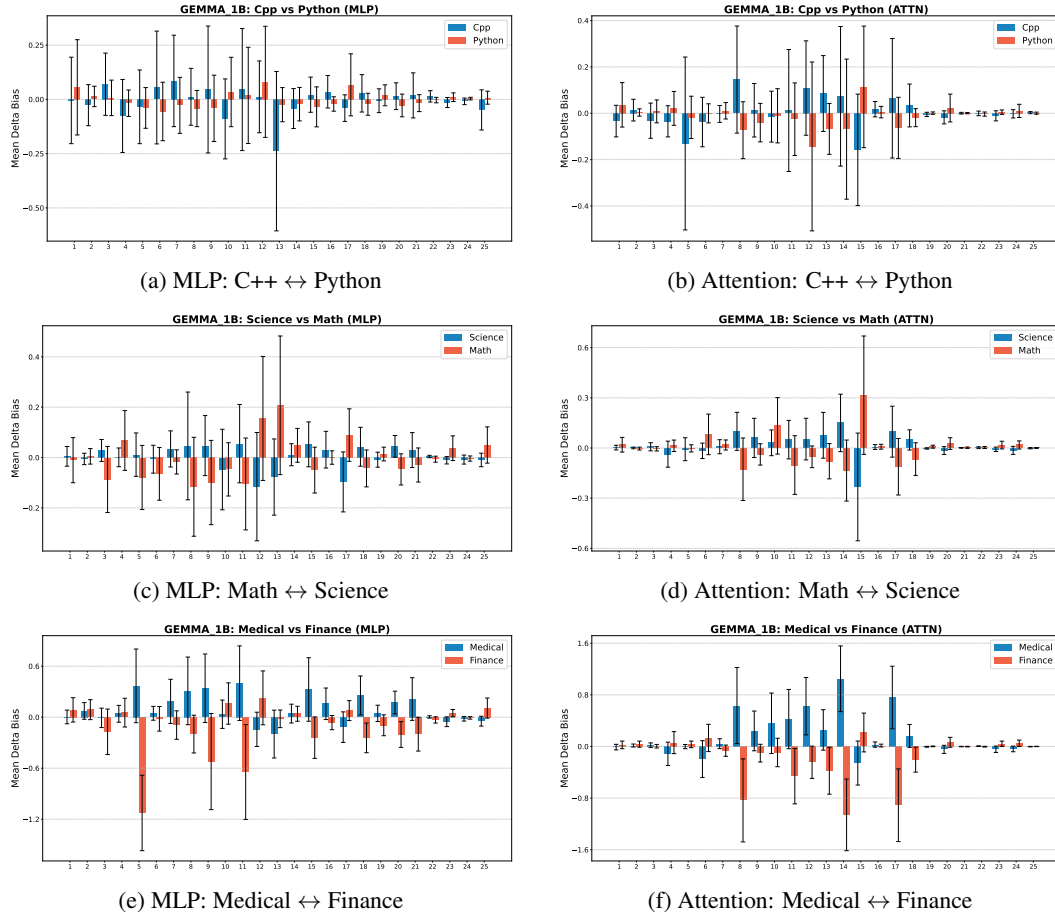 GEMMA_1B: Cpp vs Python (MLP)
Mean Delta Bias
0.25
0.00
−0.25
−0.50
Cpp
Python
1 2 3 4 5 6 7 8 9 10 11 12 13 14 15 16 17 18 19 20 21 22 23 24 25
(a) MLP: C++ ↔ Python
GEMMA_1B: Cpp vs Python (ATTN)
Mean Delta Bias
0.4
0.2
0.0
−0.2
−0.4
Cpp
Python
1 2 3 4 5 6 7 8 9 10 11 12 13 14 15 16 17 18 19 20 21 22 23 24 25
(b) Attention: C++ ↔ Python
GEMMA_1B: Science vs Math (MLP)
Mean Delta Bias
0.4
0.2
0.0
−0.2
Science
Math
1 2 3 4 5 6 7 8 9 10 11 12 13 14 15 16 17 18 19 20 21 22 23 24 25
(c) MLP: Math ↔ Science
GEMMA_1B: Science vs Math (ATTN)
Mean Delta Bias
0.6
0.3
0.0
−0.3
−0.6
Science
Math
1 2 3 4 5 6 7 8 9 10 11 12 13 14 15 16 17 18 19 20 21 22 23 24 25
(d) Attention: Math ↔ Science
GEMMA_1B: Medical vs Finance (MLP)
Mean Delta Bias
0.6
0.0
−0.6
−1.2
Medical
Finance
1 2 3 4 5 6 7 8 9 10 11 12 13 14 15 16 17 18 19 20 21 22 23 24 25
(e) MLP: Medical ↔ Finance
GEMMA_1B: Medical vs Finance (ATTN)
Mean Delta Bias
1.6
0.8
0.0
−0.8
−1.6
Medical
Finance
1 2 3 4 5 6 7 8 9 10 11 12 13 14 15 16 17 18 19 20 21 22 23 24 25
(f) Attention: Medical ↔ Finance